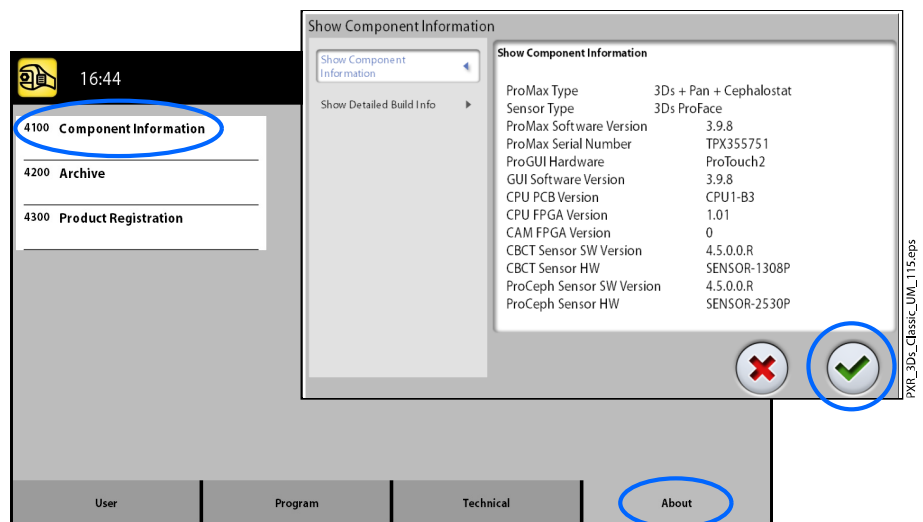 16:44
4100 Component Information
4200 Archive
4300 Product Registration
User
Program
Technical
About
Show Component Information
Show Component
Information
Show Detailed Build Info
Show Component Information
ProMax Type 3Ds + Pan + Cephalostat
Sensor Type 3Ds ProFace
ProMax Software Version 3.9.8
ProMax Serial Number TPX355751
ProGUI Hardware ProTouch2
GUI Software Version 3.9.8
CPU PCB Version CPU1-B3
CPU FPGA Version 1.01
CAM FPGA Version 0
CBCT Sensor SW Version 4.5.0.0.R
CBCT Sensor HW SENSOR-1308P
ProCeph Sensor SW Version 4.5.0.0.R
ProCeph Sensor HW SENSOR-2530P
PXR_3Ds_Classic_UM_115.eps